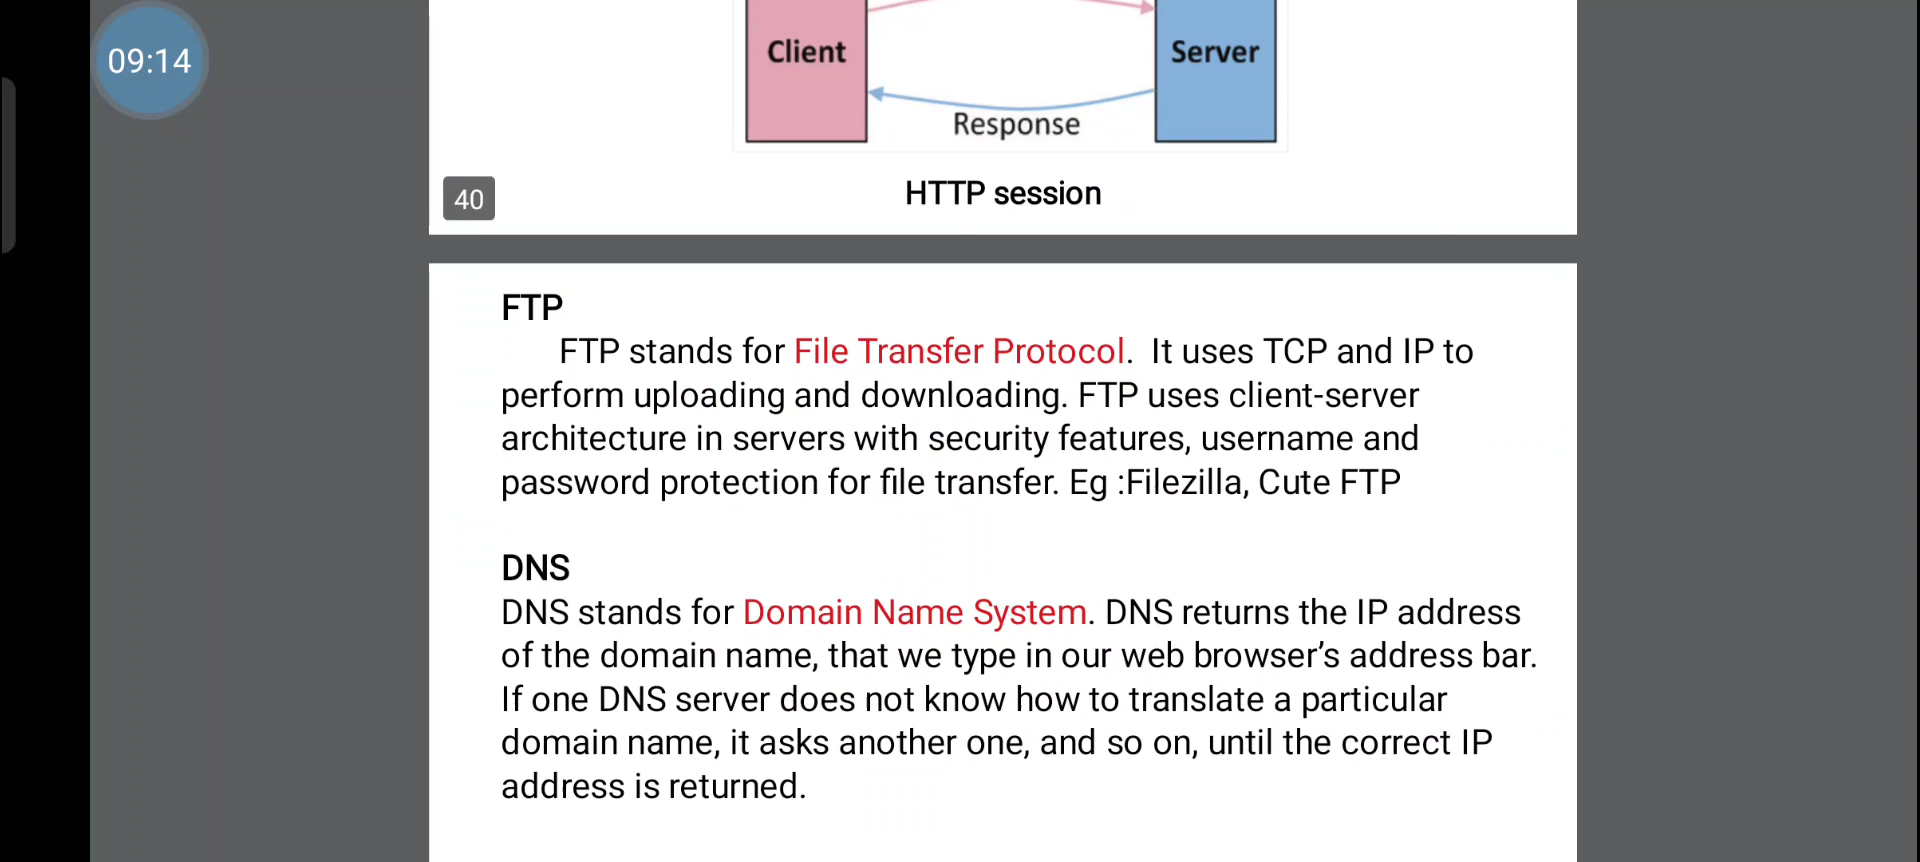 09:14
Client
Server
Response
40
HTTP session
FTP
FTP stands for File Transfer Protocol. It uses TCP and IP to
perform uploading and downloading. FTP uses client-server
architecture in servers with security features, username and
password protection for file transfer. Eg :Filezilla, Cute FTP
DNS
DNS stands for Domain Name System. DNS returns the IP address
of the domain name, that we type in our web browser’s address bar.
If one DNS server does not know how to translate a particular
domain name, it asks another one, and so on, until the correct IP
address is returned.